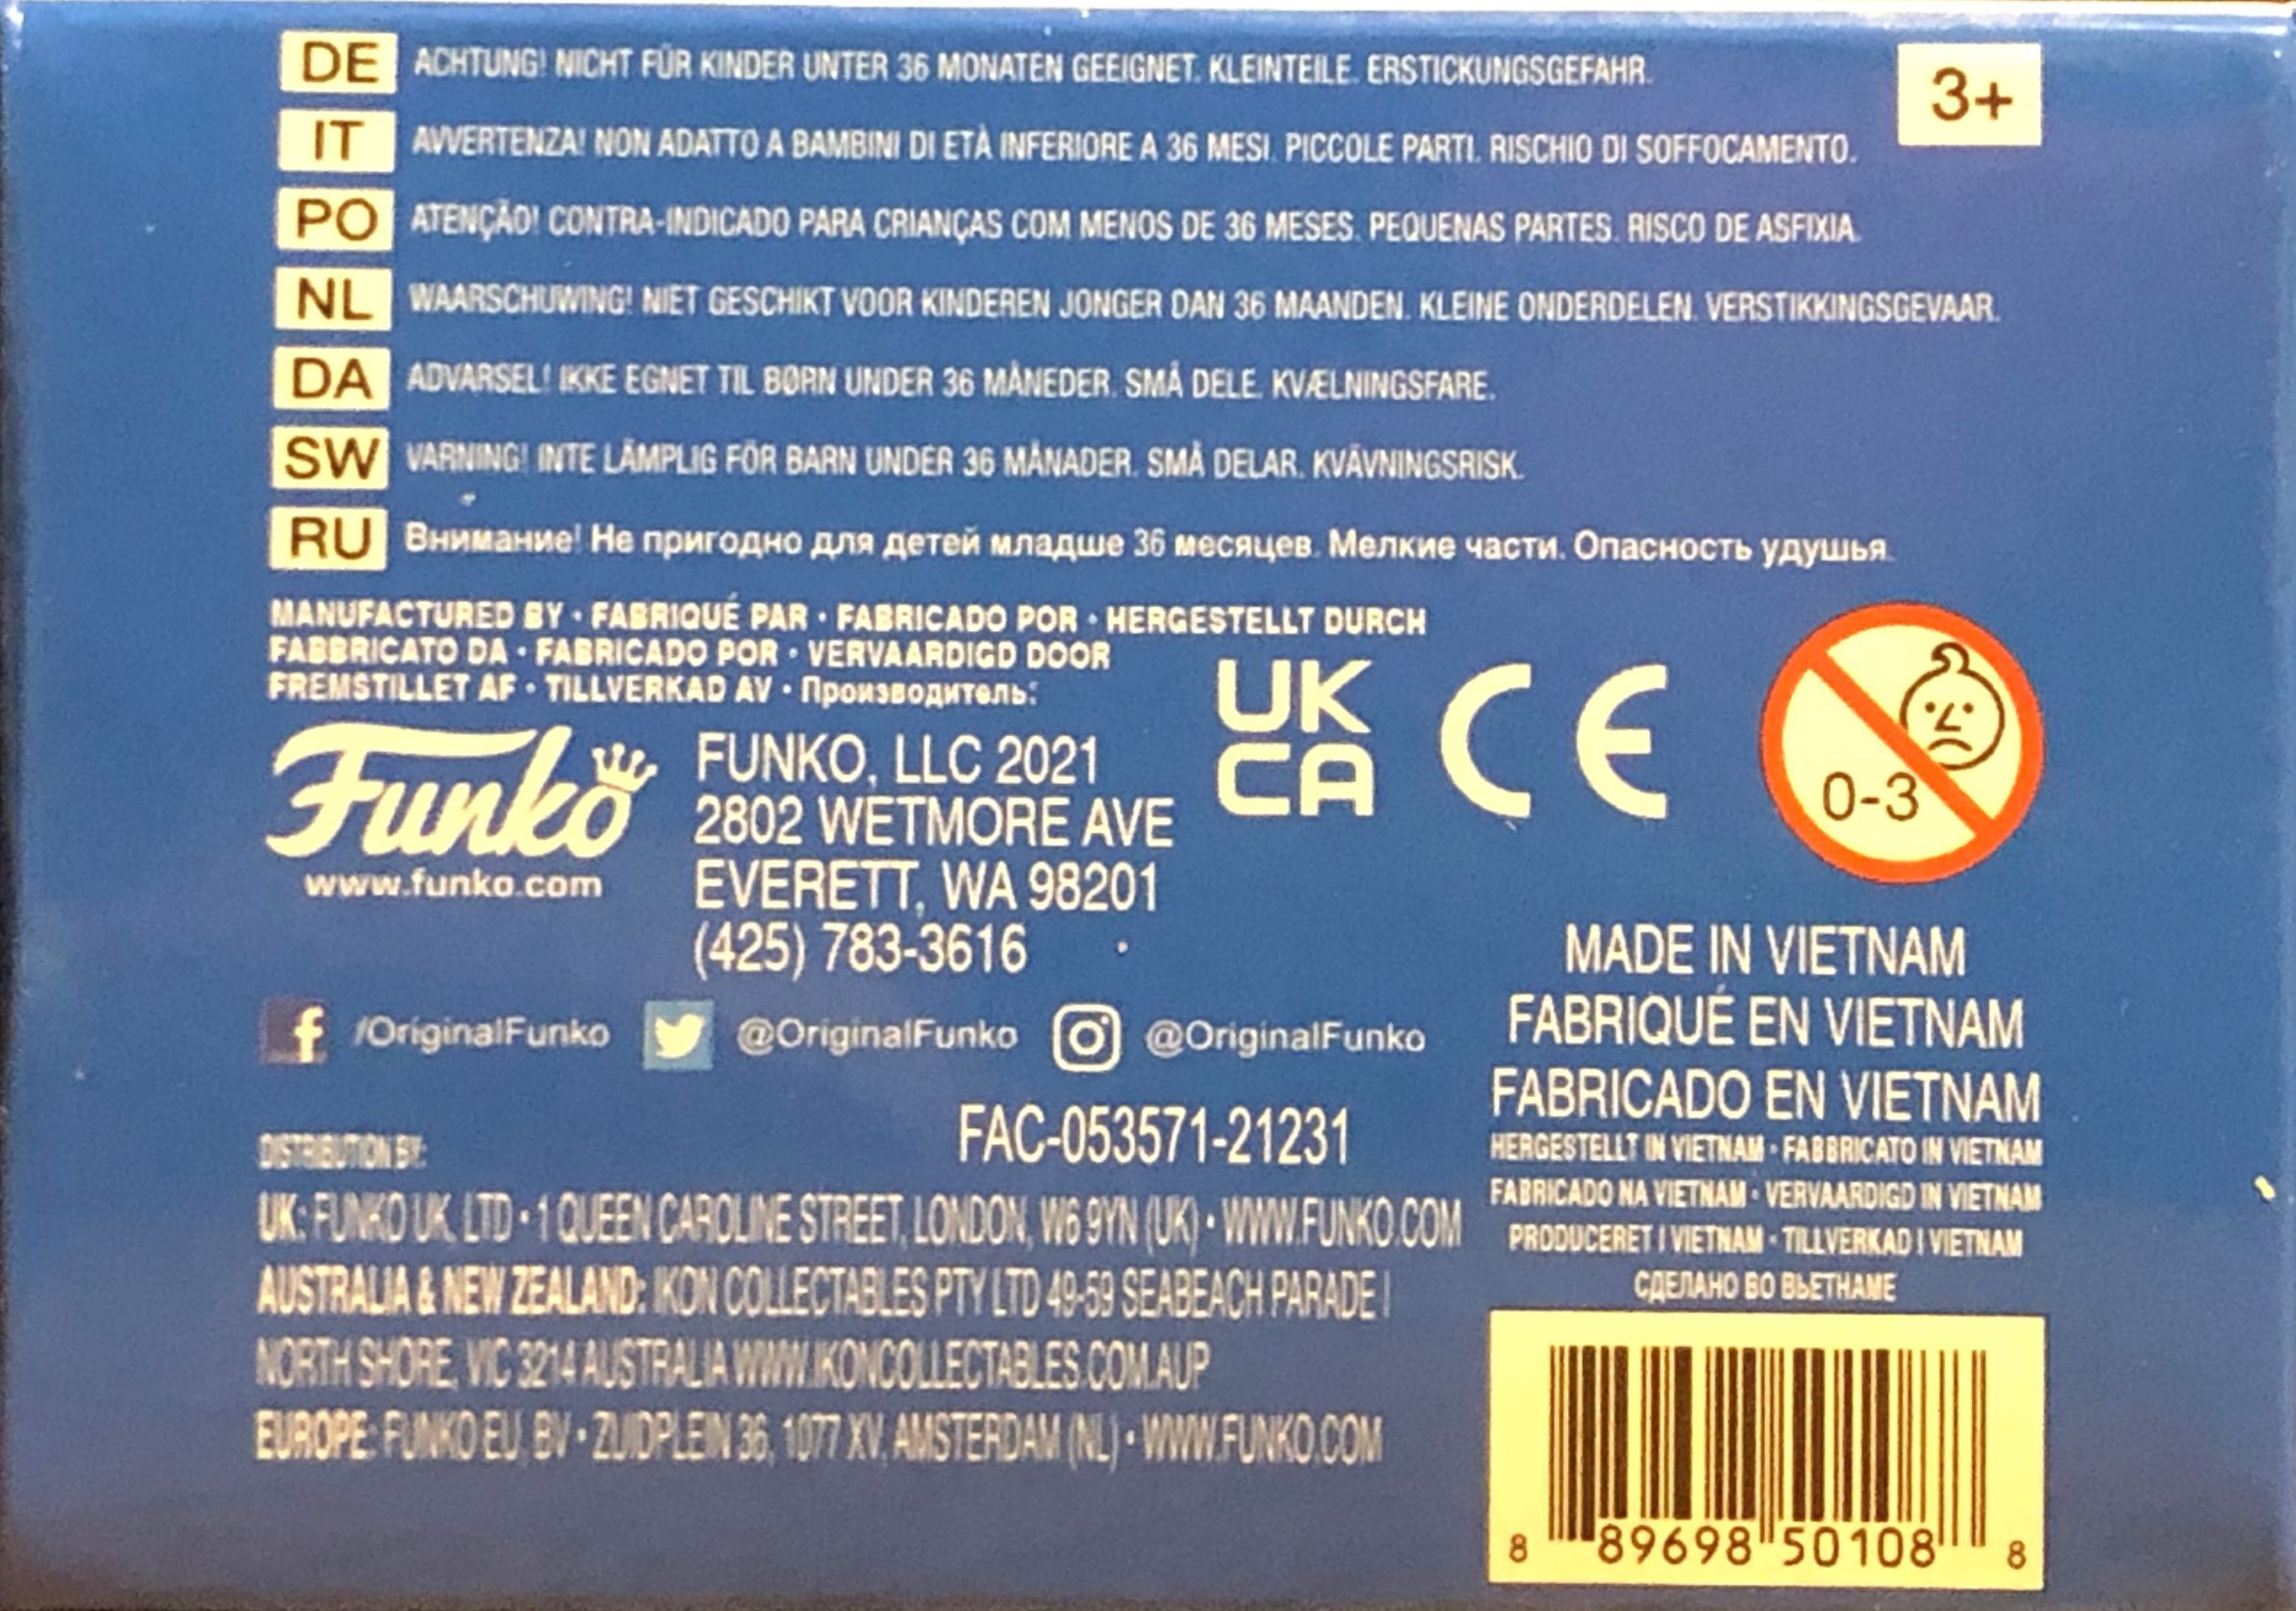 DE ACHTUNG! NICHT FÜR KINDER UNTER 36 MONATEN GEEIGNET. KLEINTEILE. ERSTICKUNGSGEFAHR.
3+
IT AVVERTENZA! NON ADATTO A BAMBINI DI ETÀ INFERIORE A 36 MESI. PICCOLE PARTI. RISCHIO DI SOFFOCAMENTO.
PO ATENÇÃO! CONTRA-INDICADO PARA CRIANÇAS COM MENOS DE 36 MESES. PEQUENAS PARTES. RISCO DE ASFIXIA.
NL WAARSCHUWING! NIET GESCHIKT VOOR KINDEREN JONGER DAN 36 MAANDEN. KLEINE ONDERDELEN. VERSTIKKINGSGEVAAR.
DA ADVARSEL! IKKE EGNET TIL BØRN UNDER 36 MÅNEDER. SMÅ DELE. KVÆLNINGSFARE.
SW VARNING! INTE LÄMPLIG FÖR BARN UNDER 36 MÅNADER. SMÅ DELAR. KVÄVNINGSRISK.
RU Внимание! Не пригодно для детей младше 36 месяцев. Мелкие части. Опасность удушья.
MANUFACTURED BY • FABRIQUÉ PAR • FABRICADO POR • HERGESTELLT DURCH
FABBRICATO DA • FABRICADO POR • VERVAARDIGD DOOR
FREMSTILLET AF • TILLVERKAD AV • Производитель:
Funko
www.funko.com
FUNKO, LLC 2021
2802 WETMORE AVE
EVERETT, WA 98201
(425) 783-3616
UK
CA
CE
0-3
/OriginalFunko @OriginalFunko @OriginalFunko
FAC-053571-21231
DISTRIBUTION BY:
UK: FUNKO UK, LTD • 1 QUEEN CAROLINE STREET, LONDON, W6 9YN (UK) • WWW.FUNKO.COM
AUSTRALIA & NEW ZEALAND: IKON COLLECTABLES PTY LTD 49-59 SEABEACH PARADE |
NORTH SHORE, VIC 3214 AUSTRALIA WWW.IKONCOLLECTABLES.COM.AUP
EUROPE: FUNKO EU, BV • ZUIDPLEIN 36, 1077 XV, AMSTERDAM (NL) • WWW.FUNKO.COM
MADE IN VIETNAM
FABRIQUÉ EN VIETNAM
FABRICADO EN VIETNAM
HERGESTELLT IN VIETNAM • FABBRICATO IN VIETNAM
FABRICADO NA VIETNAM • VERVAARDIGD IN VIETNAM
PRODUCERET I VIETNAM • TILLVERKAD I VIETNAM
СДЕЛАНО ВО ВЬЕТНАМЕ
8 89698 50108 8